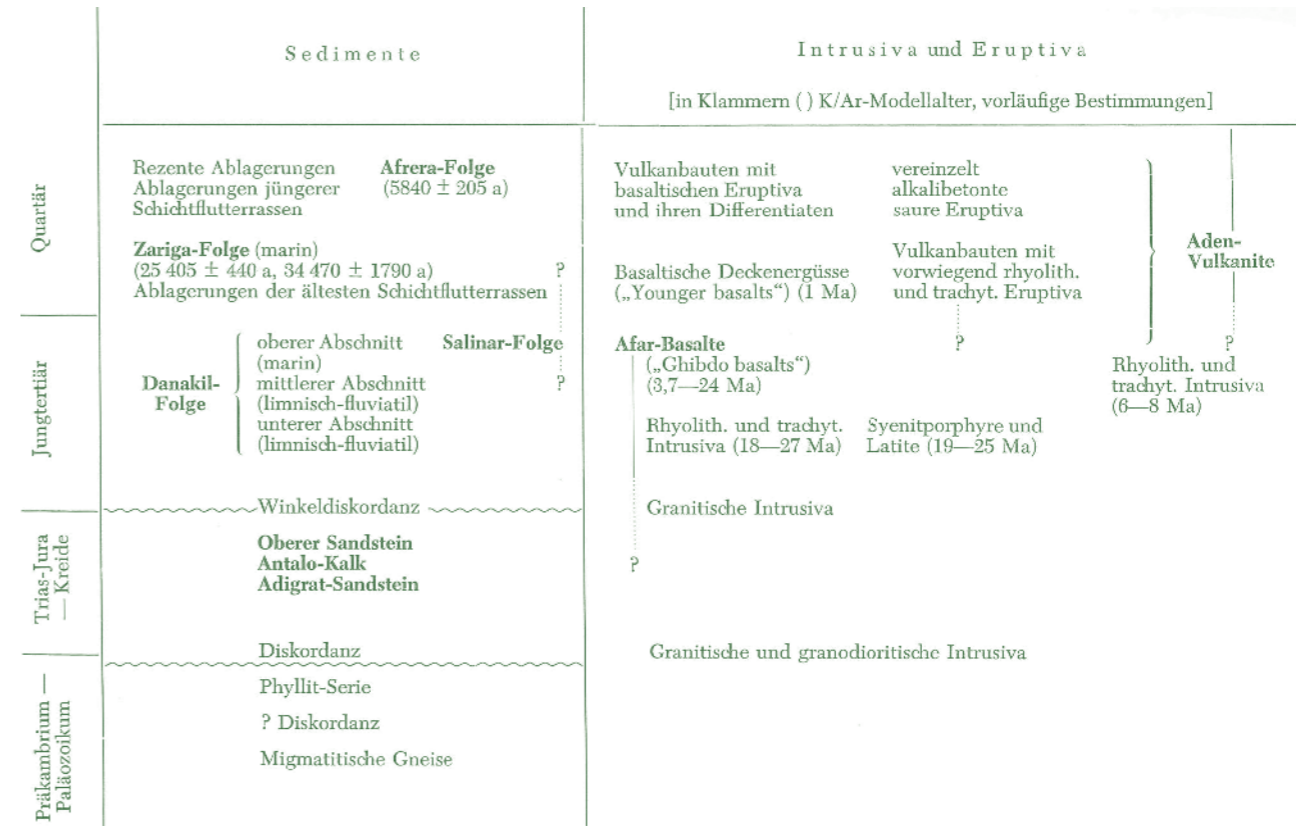 Sedimente
Intrusiva und Eruptiva
[in Klammern ( ) K/Ar-Modellalter, vorläufige Bestimmungen]
Quartär
Rezente Ablagerungen
Ablagerungen jüngerer
Schichtflutterrassen
Afrera-Folge
(5840 ± 205 a)
Zariga-Folge (marin)
(25 405 ± 440 a, 34 470 ± 1790 a)
Ablagerungen der ältesten Schichtflutterrassen
?
Vulkanbauten mit
basaltischen Eruptiva
und ihren Differentiaten
vereinzelt
alkalibetonte
saure Eruptiva
Basaltische Deckenergüsse
(„Younger basalts“) (1 Ma)
Vulkanbauten mit
vorwiegend rhyolith.
und trachyt. Eruptiva
?
Aden-
Vulkanite
?
Jungtertiär
Danakil-
Folge
oberer Abschnitt
(marin)
mittlerer Abschnitt
(limnisch-fluviatil)
unterer Abschnitt
(limnisch-fluviatil)
Salinar-Folge
?
Afar-Basalte
(„Ghibdo basalts“)
(3,7—24 Ma)
Rhyolith. und trachyt.
Intrusiva (18—27 Ma)
Syenitporphyre und
Latite (19—25 Ma)
Rhyolith. und
trachyt. Intrusiva
(6—8 Ma)
Winkeldiskordanz
Granitische Intrusiva
Trias-Jura
— Kreide
Oberer Sandstein
Antalo-Kalk
Adigrat-Sandstein
?
Diskordanz
Granitische und granodioritische Intrusiva
Präkambrium —
Paläozoikum
Phyllit-Serie
? Diskordanz
Migmatitische Gneise